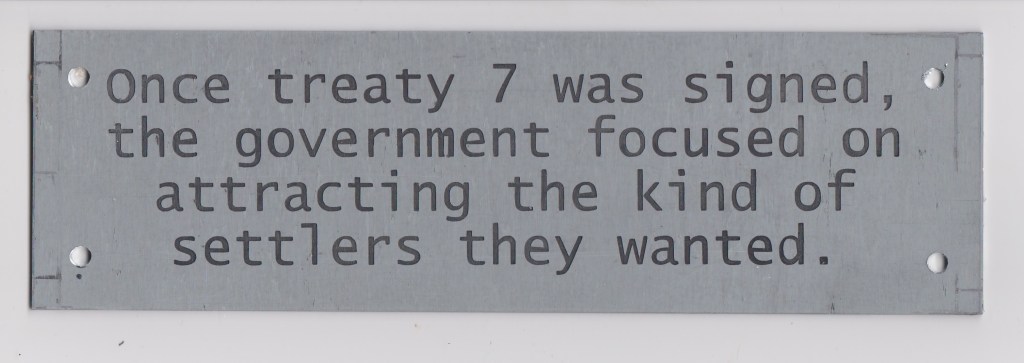 Once treaty 7 was signed,
the government focused on
attracting the kind of
settlers they wanted.